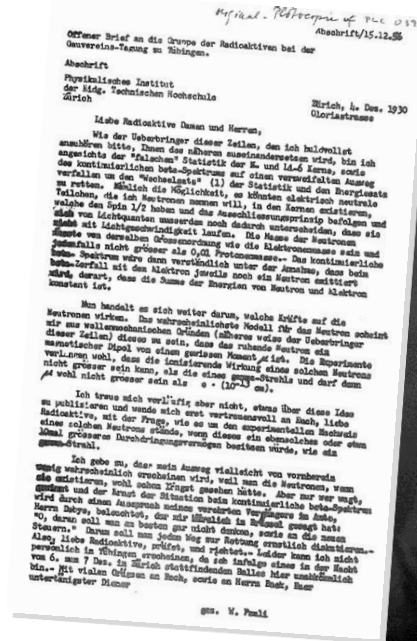 Original - Photocopie of PLC 0393
Abschrift/15.12.56
Offener Brief an die Gruppe der Radioaktiven bei der
Gauvereins-Tagung zu Tübingen.
Abschrift
Physikalisches Institut
der Eidg. Technischen Hochschule
Zürich
Zürich, 4. Des. 1930
Gloriastrasse
Liebe Radioaktive Damen und Herren,
Wie der Ueberbringer dieser Zeilen, den ich huldvollst
anzuhören bitte, Ihnen des näheren auseinandersetzen wird, bin ich
angesichts der "falschen" Statistik der N- und Li-6 Kerne, sowie
des kontinuierlichen beta-Spektrums auf einen verzweifelten Ausweg
verfallen um den "Wechselsatz" (1) der Statistik und den Energiesatz
zu retten. Nämlich die Möglichkeit, es könnten elektrisch neutrale
Teilchen, die ich Neutronen nennen will, in den Kernen existieren,
welche den Spin 1/2 haben und das Ausschliessungsprinzip befolgen und
sich von Lichtquanten ausserdem noch dadurch unterscheiden, dass sie
nicht mit Lichtgeschwindigkeit laufen. Die Masse der Neutronen
von derselben Grossenordnung wie die Elektronenmasse sein und
jedenfalls nicht grösser als 0,01 Protonenmasse.- Das kontinuierliche
beta- Spektrum wäre dann verständlich unter der Annahme, dass beim
beta-Zerfall mit dem Elektron jeweils noch ein Neutron emittiert
wird, derart, dass die Summe der Energien von Neutron und Elektron
konstant ist.
Nun handelt es sich weiter darum, welche Kräfte auf die
Neutronen wirken. Das wahrscheinlichste Modell für das Neutron scheint
mir aus wellenmechanischen Gründen (näheres weiss der Ueberbringer
dieser Zeilen) dieses zu sein, dass das ruhende Neutron ein
magnetischer Dipol von einem gewissen Moment μ ist. Die Experimente
verlangen wohl, dass die ionisierende Wirkung eines solchen Neutrons
nicht grösser sein kann, als die eines gamma-Strahls und darf dann
μ wohl nicht grösser sein als e · (10⁻¹³ cm).
Ich traue mich vorläufig aber nicht, etwas über diese Idee
zu publizieren und wende mich erst vertrauensvoll an Euch, liebe
Radioaktive, mit der Frage, wie es um den experimentellen Nachweis
eines solchen Neutrons stände, wenn dieses ein ebensolches oder etwa
10mal grösseres Durchdringungsvermögen besitzen würde, wie ein
gamma-Strahl.
Ich gebe zu, dass mein Ausweg vielleicht von vornherein
wenig wahrscheinlich erscheinen wird, weil man die Neutronen, wenn
sie existieren, wohl schon längst gesehen hätte. Aber nur wer wagt,
gewinnt und der Ernst der Situation beim kontinuierliche beta-Spektrum
wird durch einen Ausspruch meines verehrten Vorgängers im Amte,
Herrn Debye, beleuchtet, der mir kürzlich in Brüssel gesagt hat:
"O, daran soll man am besten gar nicht denken, sowie an die neuen
Steuern." Darum soll man jeden Weg zur Rettung ernstlich diskutieren.-
Also, liebe Radioaktive, prüfet, und richtet.- Leider kann ich nicht
persönlich in Tübingen erscheinen, da ich infolge eines in der Nacht
vom 6. zum 7 Dez. in Zürich stattfindenden Balles hier unabkömmlich
bin.- Mit vielen Grüssen an Euch, sowie an Herrn Back, Euer
untertänigster Diener
ges. W. Pauli